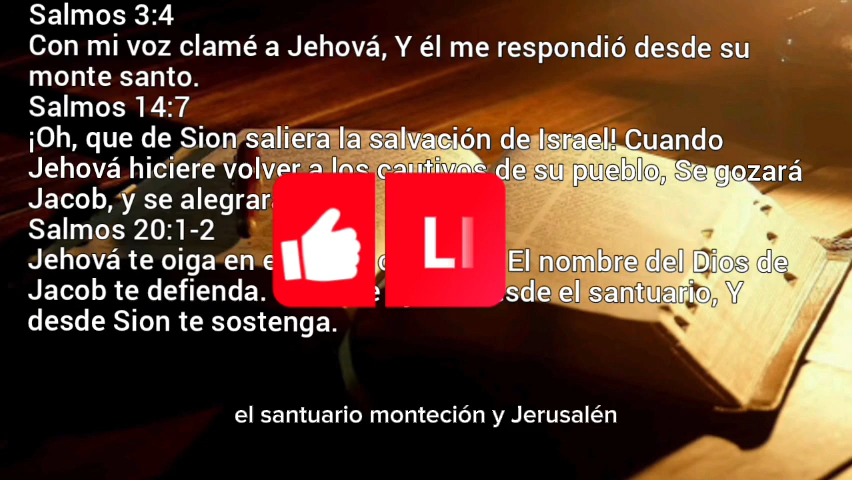 Salmos 3:4
Con mi voz clamé a Jehová, Y él me respondió desde su
monte santo.
Salmos 14:7
¡Oh, que de Sion saliera la salvación de Israel! Cuando
Jehová hiciere volver a los cautivos de su pueblo, Se gozará
Jacob, y se
Salmos 20:1-2
Jehová te oiga en El nombre del Dios de
Jacob te defienda. el santuario, Y
desde Sion te sostenga.
LI
el santuario monteción y Jerusalén